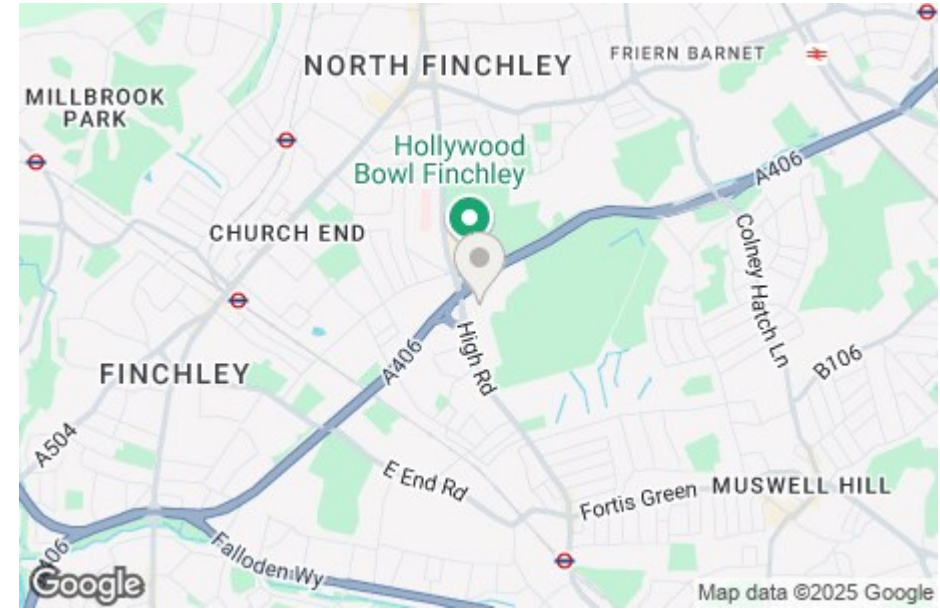 NORTH FINCHLEY
FRIERN BARNET
MILLBROOK
PARK
Hollywood
Bowl Finchley
A406
CHURCH END
Colney Hatch Ln
High Rd
A406
B106
FINCHLEY
A504
E End Rd
Fortis Green
MUSWELL HILL
A406
Falloden Wy
Google
Map data ©2025 Google